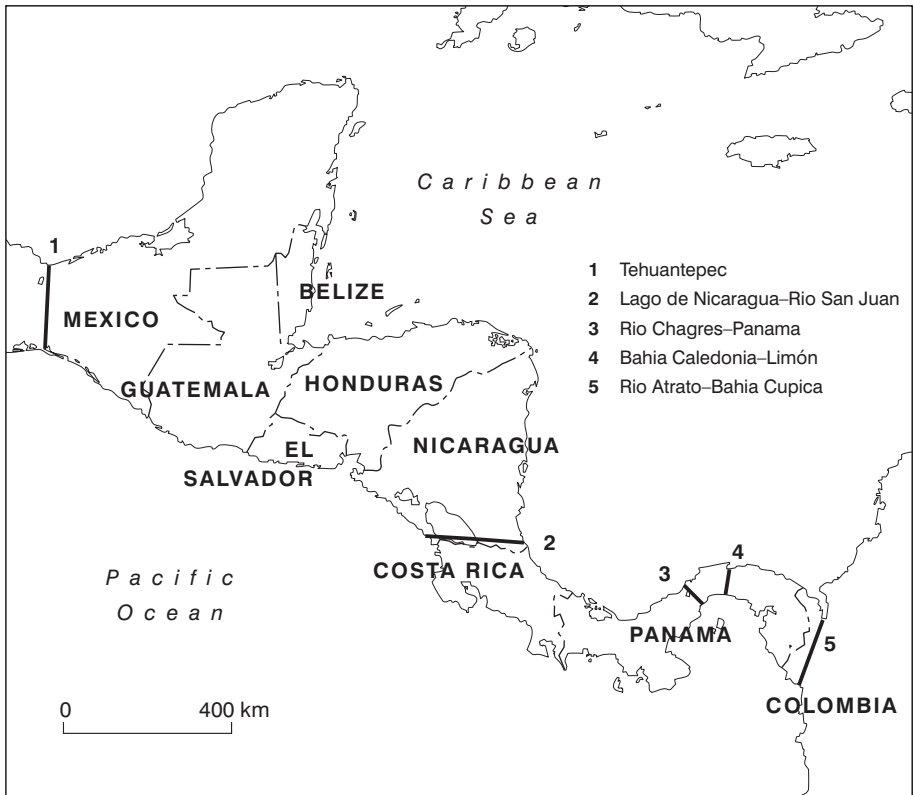 Caribbean
Sea
1
1 Tehuantepec
2 Lago de Nicaragua–Rio San Juan
3 Rio Chagres–Panama
4 Bahia Caledonia–Limón
5 Rio Atrato–Bahia Cupica
BELIZE
MEXICO
GUATEMALA
HONDURAS
NICARAGUA
EL
SALVADOR
2
COSTA RICA
3
4
Pacific
Ocean
PANAMA
5
COLOMBIA
0 400 km